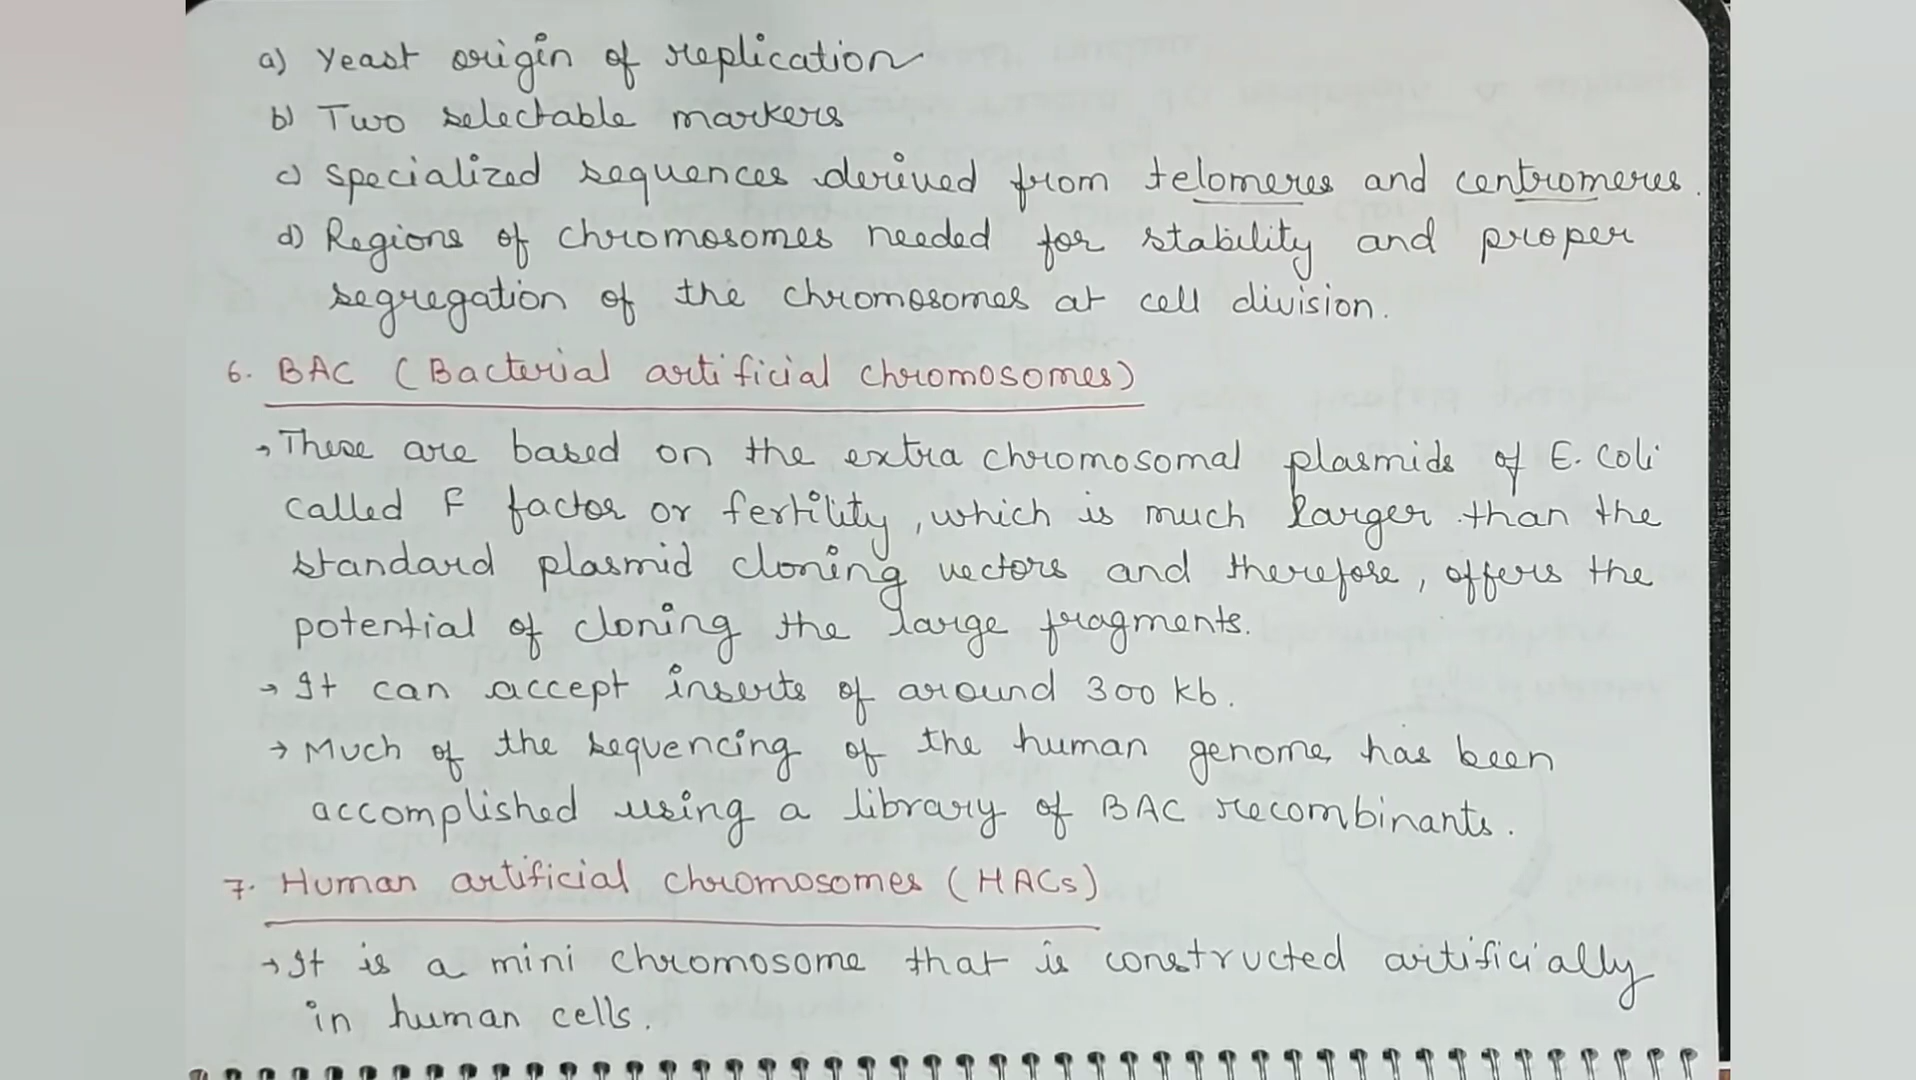 a) Yeast origin of replication
b) Two selectable markers
c) Specialized sequences derived from telomeres and centromeres.
d) Regions of chromosomes needed for stability and proper
segregation of the chromosomes at cell division.
6. BAC (Bacterial artificial chromosomes)
→ These are based on the extra chromosomal plasmids of E. Coli
called F factor or fertility, which is much larger than the
standard plasmid cloning vectors and therefore, offers the
potential of cloning the large fragments.
→ It can accept inserts of around 300 kb.
→ Much of the sequencing of the human genome has been
accomplished using a library of BAC recombinants.
7. Human artificial chromosomes (HACs)
→ It is a mini chromosome that is constructed artificially
in human cells.